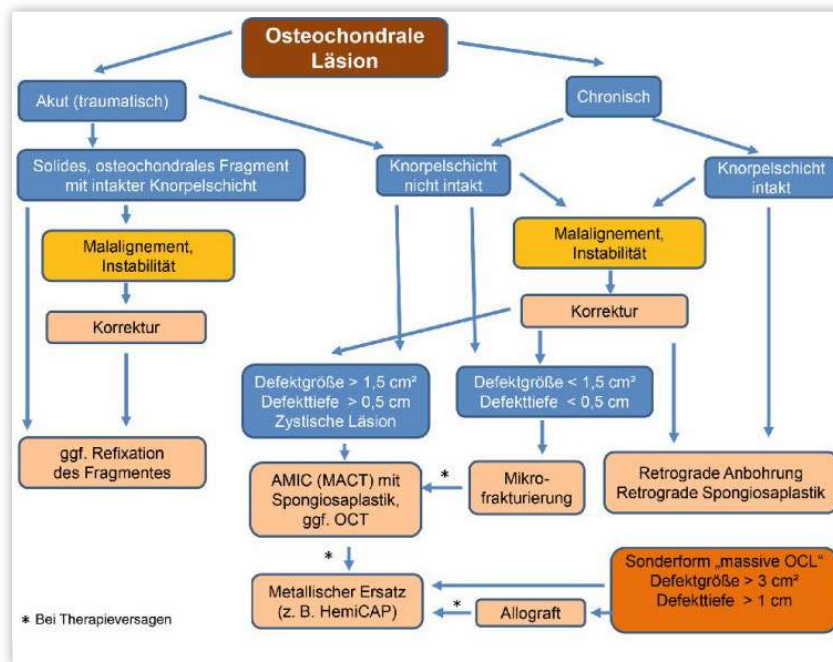 Osteochondrale
Läsion
Akut (traumatisch)
Chronisch
Solides, osteochondrales Fragment
mit intakter Knorpelschicht
Knorpelschicht
nicht intakt
Knorpelschicht
intakt
Malalignement,
Instabilität
Malalignement,
Instabilität
Korrektur
Korrektur
Defektgröße > 1,5 cm²
Defekttiefe > 0,5 cm
Zystische Läsion
Defektgröße < 1,5 cm²
Defekttiefe < 0,5 cm
ggf. Refixation
des Fragmentes
AMIC (MACT) mit
Spongiosaplastik,
ggf. OCT
*
Mikro-
frakturierung
Retrograde Anbohrung
Retrograde Spongiosaplastik
*
Metallischer Ersatz
(z. B. HemiCAP)
*
Allograft
Sonderform „massive OCL“
Defektgröße > 3 cm²
Defekttiefe > 1 cm
* Bei Therapieversagen